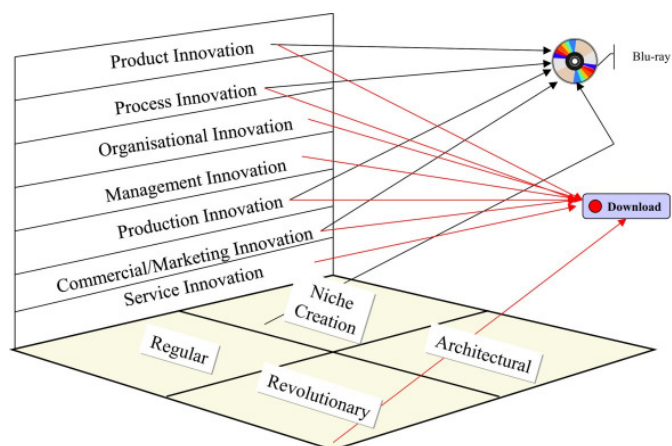 Product Innovation
Blu-ray
Process Innovation
Organisational Innovation
Management Innovation
Production Innovation
Download
Commercial/Marketing Innovation
Service Innovation
Niche
Creation
Regular
Architectural
Revolutionary